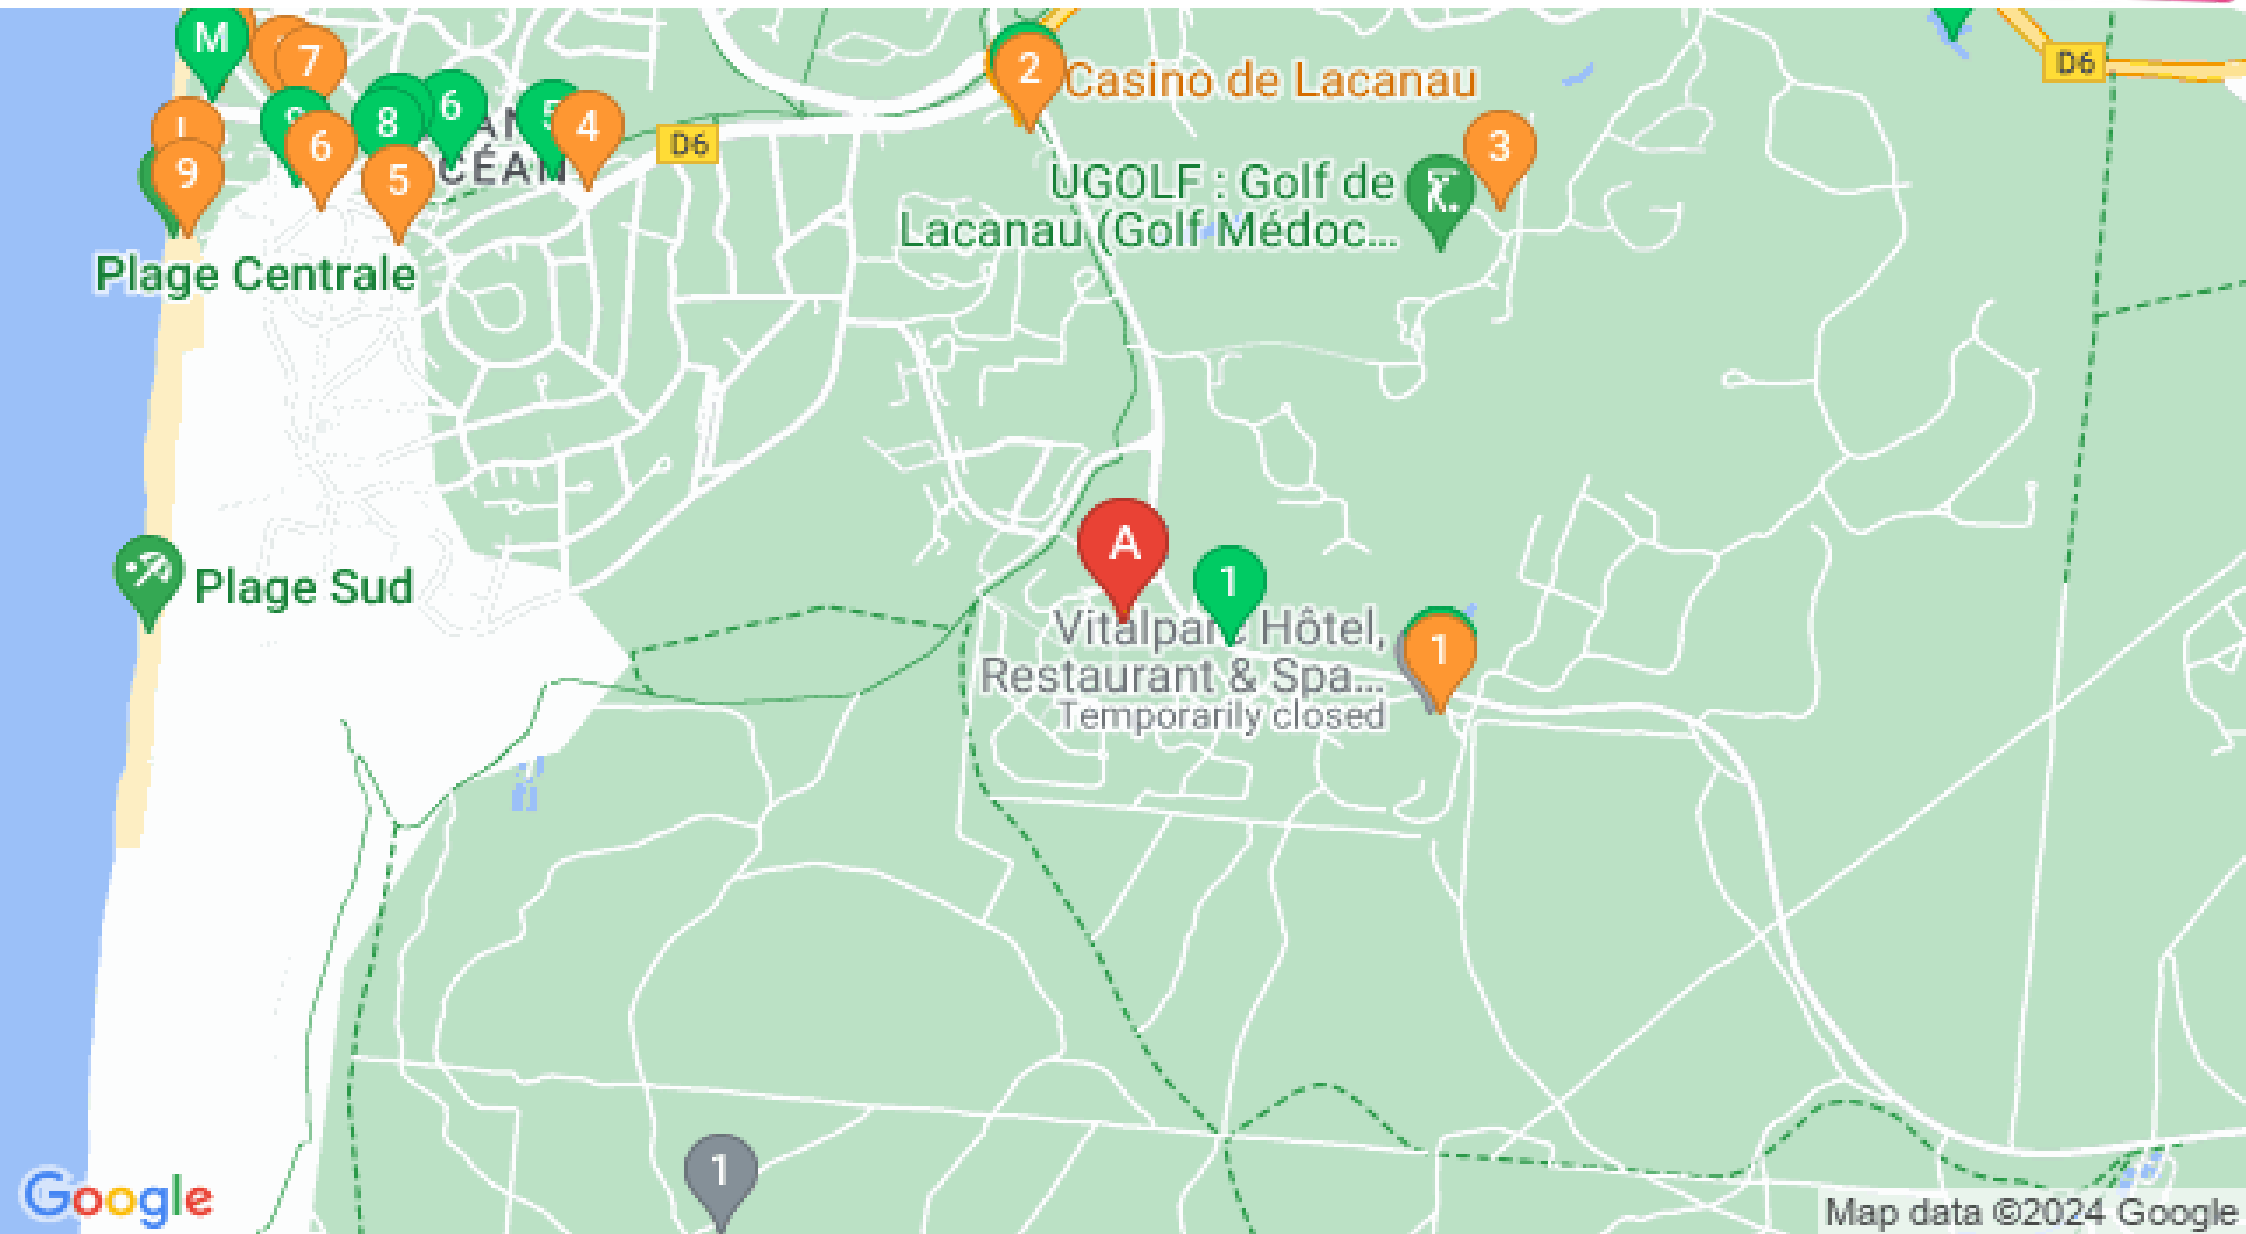 M
7
2
Casino de Lacanau
D6
6
8
5
4
L
6
9
5
D6
3
OCÉAN
UGOLF : Golf de
Lacanau (Golf Médoc...
Plage Centrale
A
1
Plage Sud
Vitalparc Hôtel,
1
Restaurant & Spa...
Temporarily closed
1
Google
Map data ©2024 Google